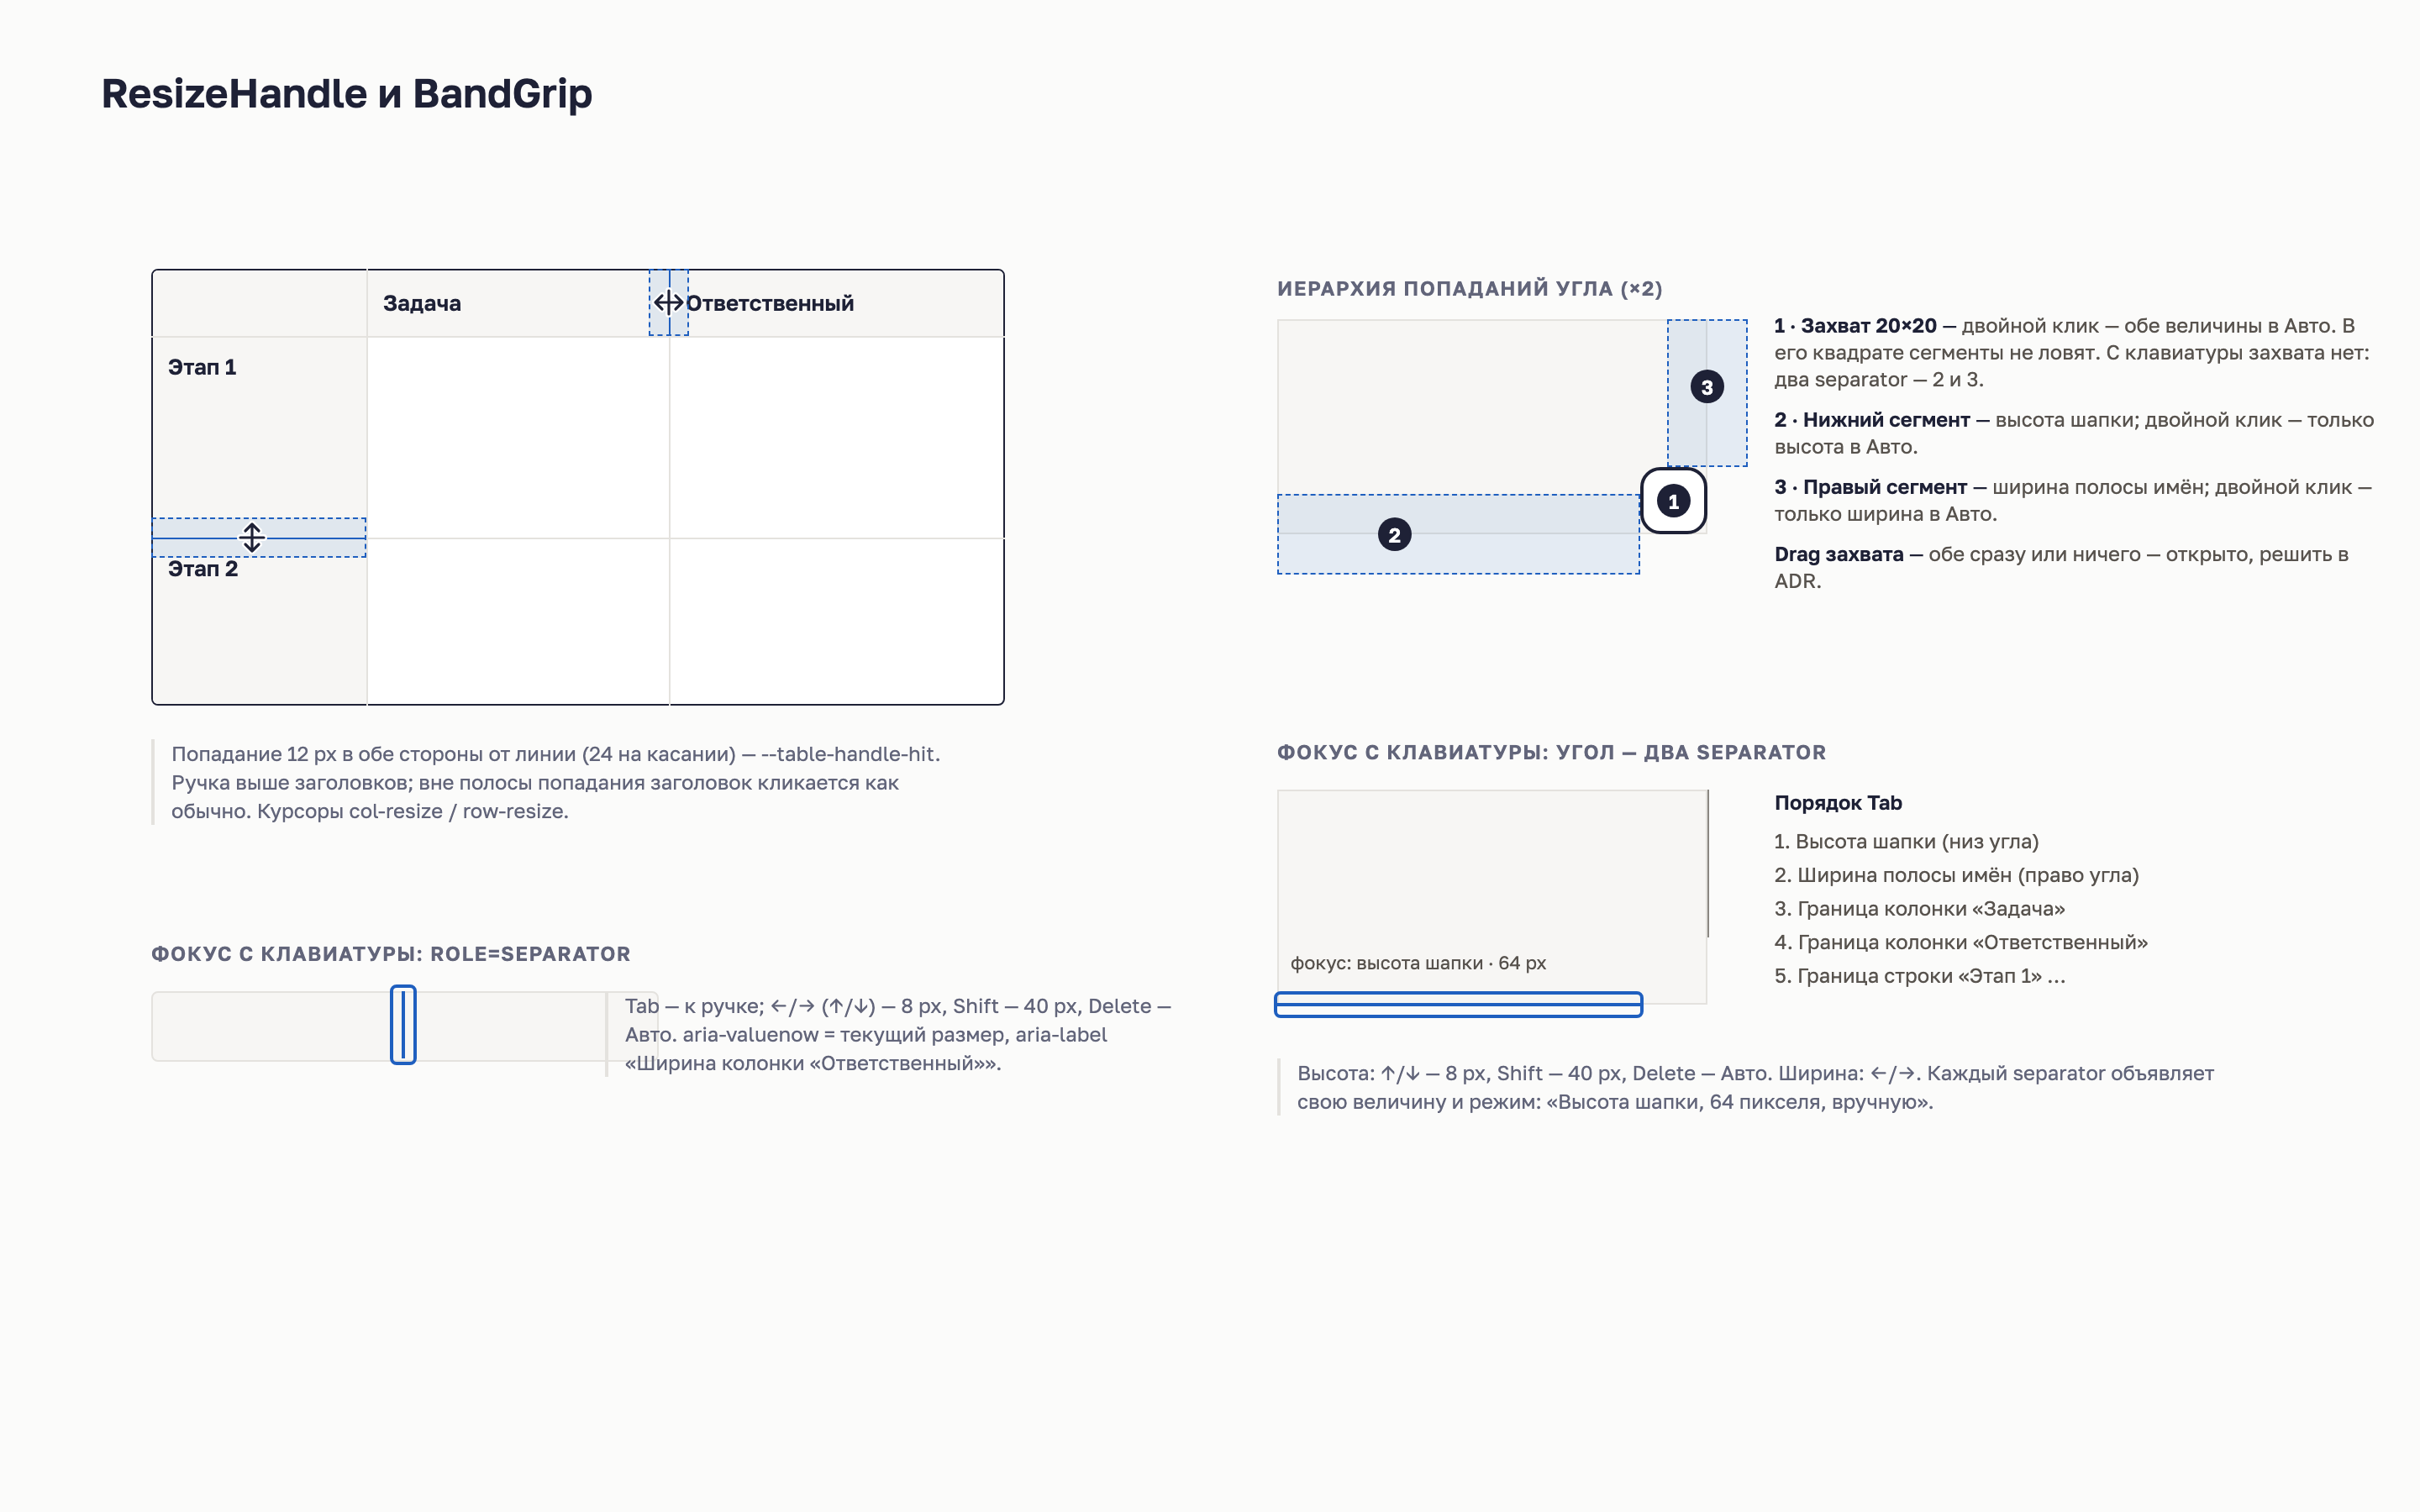 ResizeHandle и BandGrip
Задача
Ответственный
Этап 1
Этап 2
Попадание 12 px в обе стороны от линии (24 на касании) — --table-handle-hit.
Ручка выше заголовков; вне полосы попадания заголовок кликается как
обычно. Курсоры col-resize / row-resize.
ФОКУС С КЛАВИАТУРЫ: ROLE=SEPARATOR
Tab — к ручке; ←/→ (↑/↓) — 8 px, Shift — 40 px, Delete —
Авто. aria-valuenow = текущий размер, aria-label
«Ширина колонки «Ответственный»».
ИЕРАРХИЯ ПОПАДАНИЙ УГЛА (×2)
3
1
2
1 · Захват 20×20 — двойной клик — обе величины в Авто. В
его квадрате сегменты не ловят. С клавиатуры захвата нет:
два separator — 2 и 3.
2 · Нижний сегмент — высота шапки; двойной клик — только
высота в Авто.
3 · Правый сегмент — ширина полосы имён; двойной клик —
только ширина в Авто.
Drag захвата — обе сразу или ничего — открыто, решить в
ADR.
ФОКУС С КЛАВИАТУРЫ: УГОЛ — ДВА SEPARATOR
фокус: высота шапки · 64 px
Порядок Tab
1. Высота шапки (низ угла)
2. Ширина полосы имён (право угла)
3. Граница колонки «Задача»
4. Граница колонки «Ответственный»
5. Граница строки «Этап 1» …
Высота: ↑/↓ — 8 px, Shift — 40 px, Delete — Авто. Ширина: ←/→. Каждый separator объявляет
свою величину и режим: «Высота шапки, 64 пикселя, вручную».